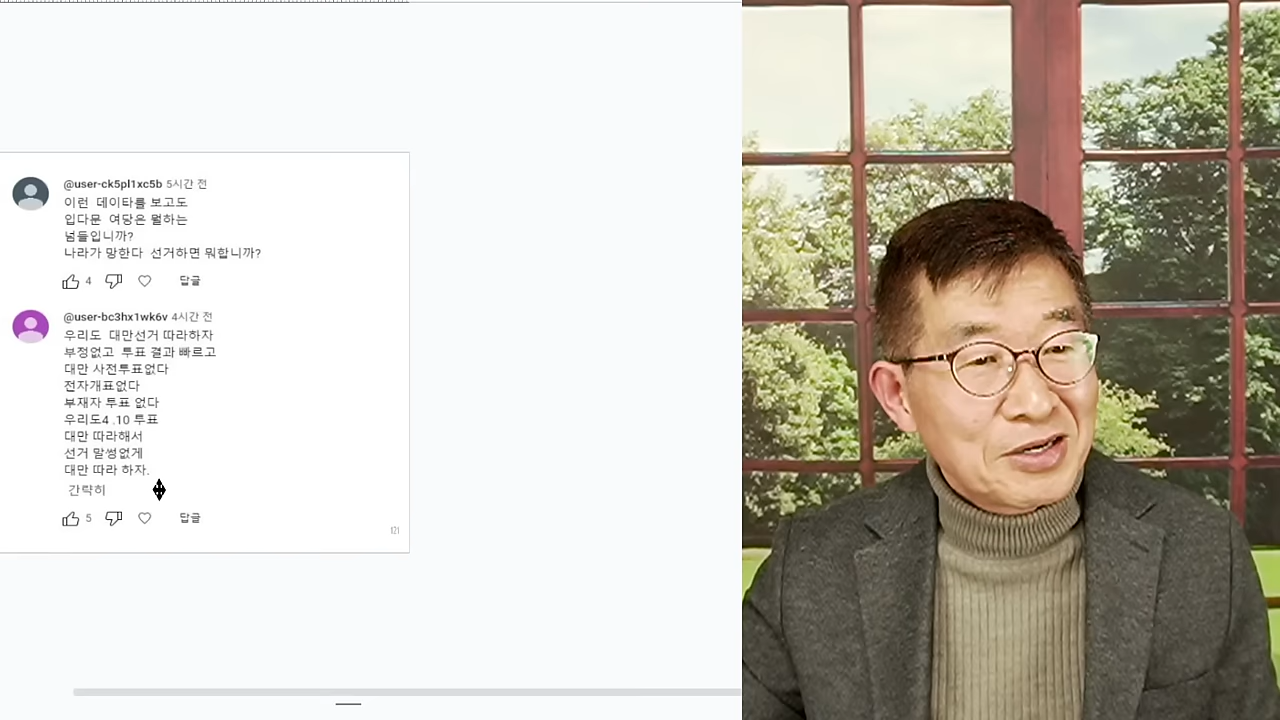 @user-ck5pl1xc5b 5시간 전
이런 데이타를 보고도
입다문 여당은 뭘하는
넘들입니까?
나라가 망한다 선거하면 뭐합니까?
4 답글
@user-bc3hx1wk6v 4시간 전
우리도 대만선거 따라하자
부정없고 투표 결과 빠르고
대만 사전투표없다
전자개표없다
부재자 투표 없다
우리도4 .10 투표
대만 따라해서
선거 말썽없게
대만 따라 하자.
간략히
5 답글
121